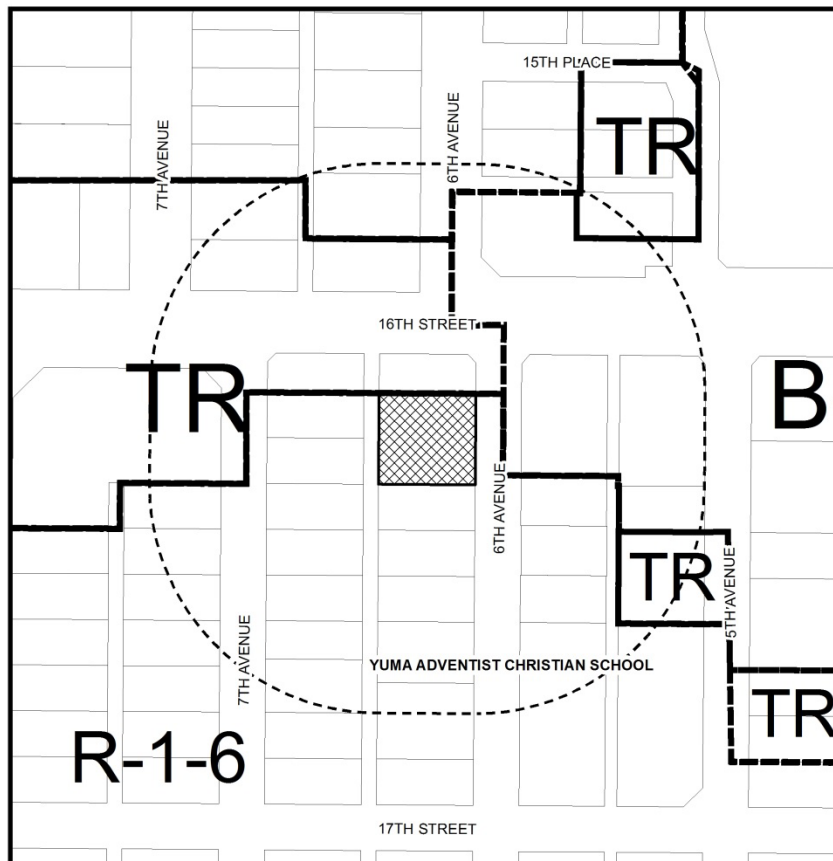 15TH PLACE
6TH AVENUE
7TH AVENUE
TR
16TH STREET
TR
B
6TH AVENUE
TR
5TH AVENUE
7TH AVENUE
YUMA ADVENTIST CHRISTIAN SCHOOL
TR
R-1-6
17TH STREET